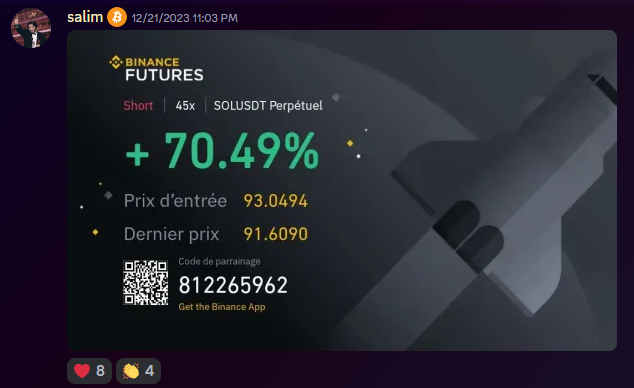 salim 12/21/2023 11:03 PM
BINANCE
FUTURES
Short | 45x | SOLUSDT Perpétuel
+ 70.49%
Prix d'entrée 93.0494
Dernier prix 91.6090
Code de parrainage
812265962
Get the Binance App
8 4